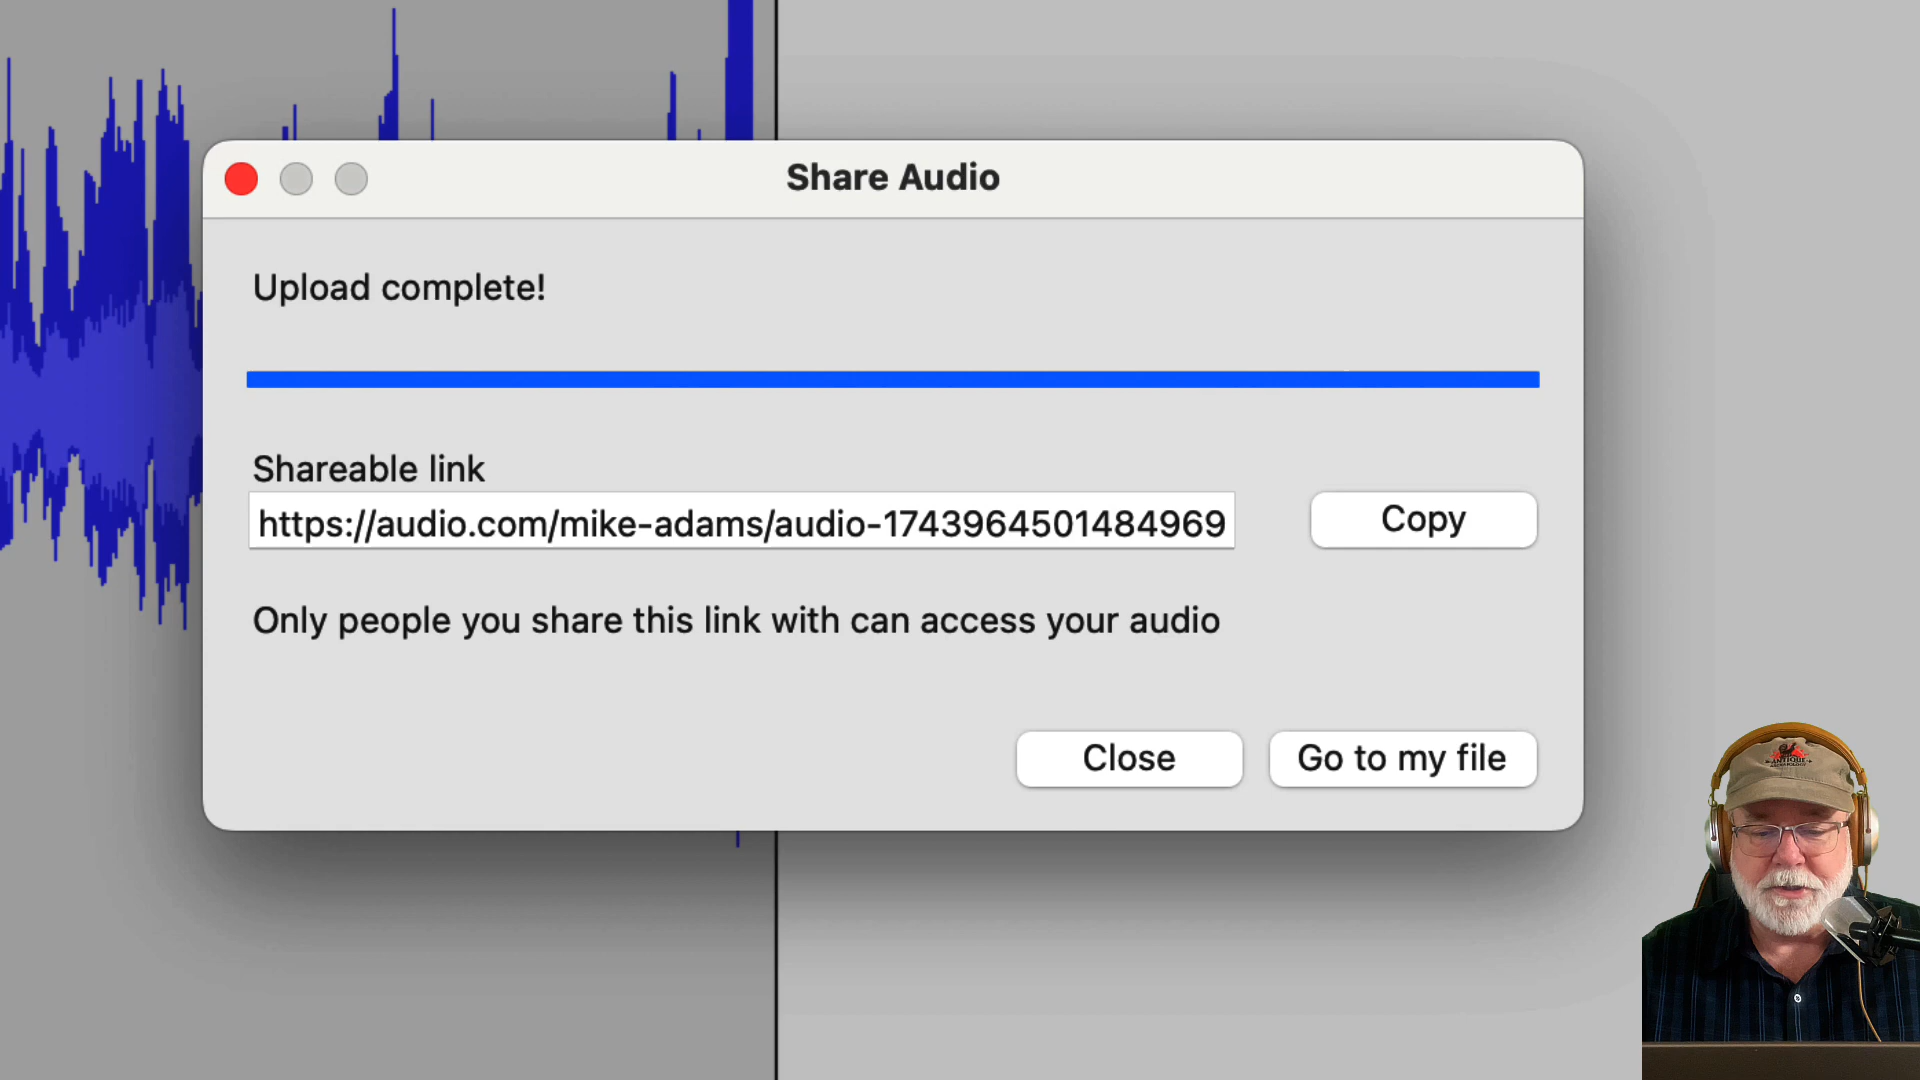 Share Audio
Upload complete!
Shareable link
https://audio.com/mike-adams/audio-1743964501484969
Copy
Only people you share this link with can access your audio
Close
Go to my file
ANTIQUE